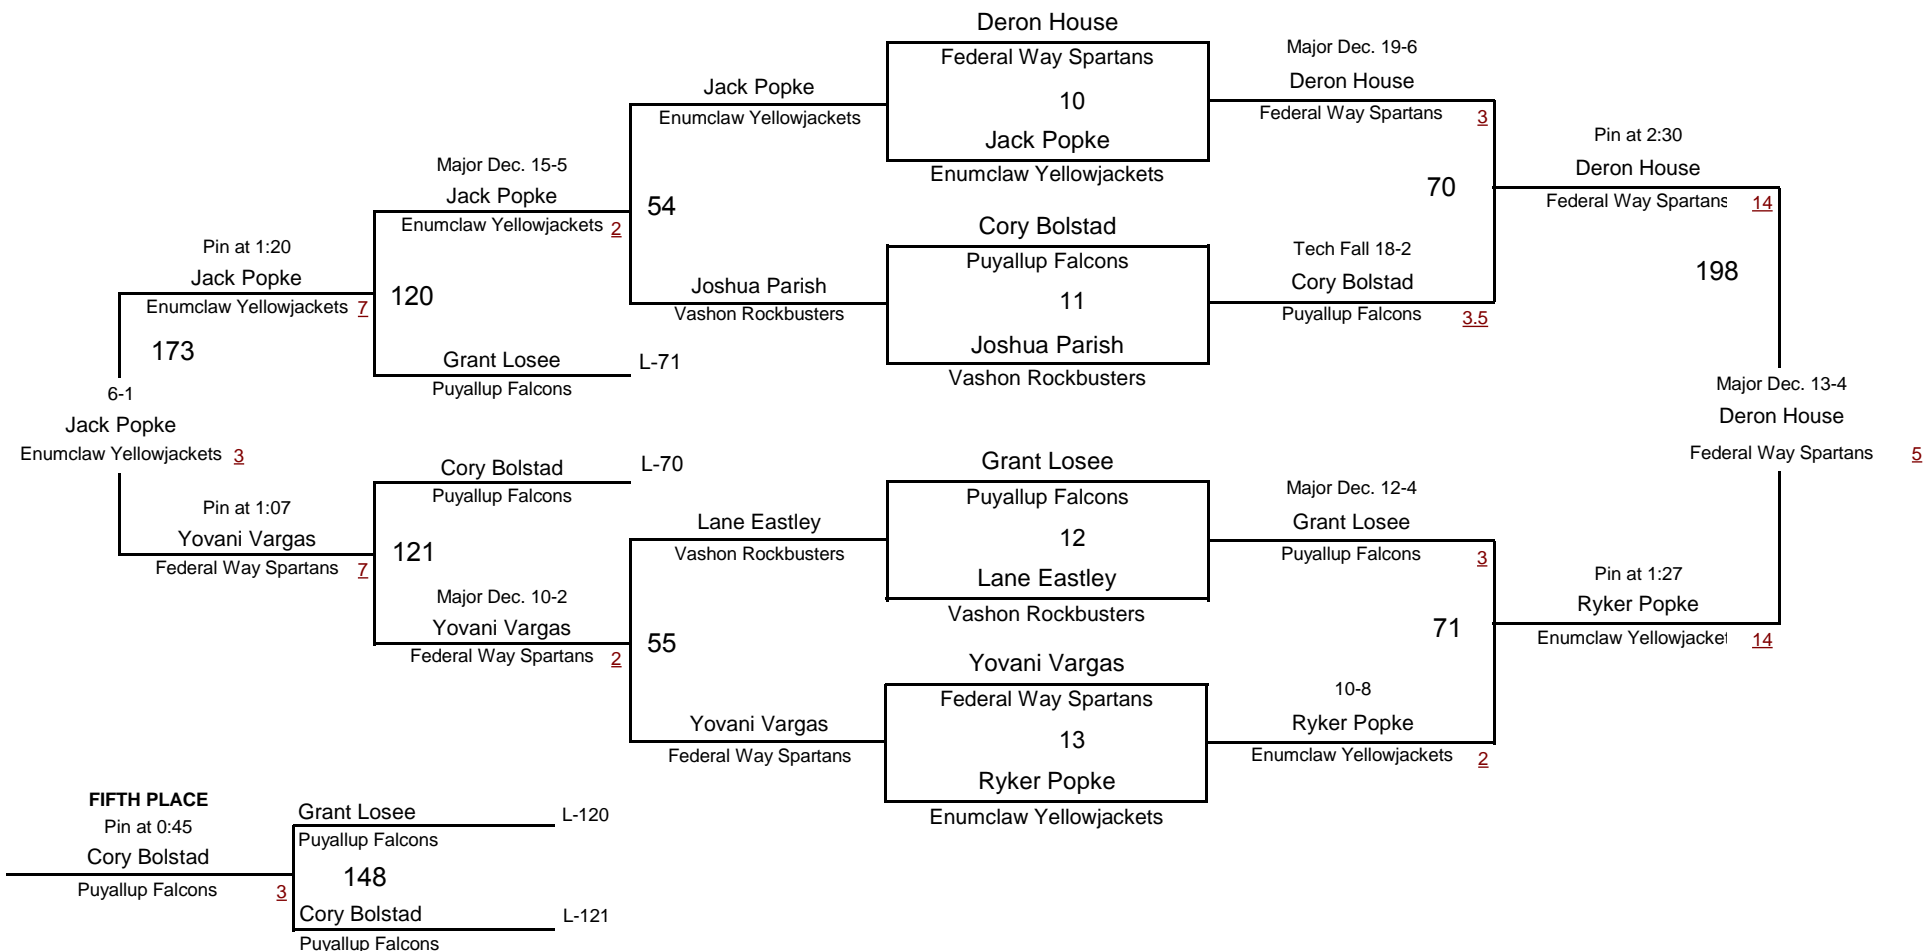 Deron House
Federal Way Spartans
10
Jack Popke
Enumclaw Yellowjackets
Major Dec. 19-6
Deron House
Federal Way Spartans 3
Jack Popke
Enumclaw Yellowjackets
Pin at 2:30
Deron House
Federal Way Spartans 14
70
Major Dec. 15-5
Jack Popke
Enumclaw Yellowjackets 2
54
Cory Bolstad
Puyallup Falcons
11
Joshua Parish
Vashon Rockbusters
Tech Fall 18-2
Cory Bolstad
Puyallup Falcons 3.5
198
Pin at 1:20
Jack Popke
Enumclaw Yellowjackets 7
120
Joshua Parish
Vashon Rockbusters
173
Grant Losee L-71
Puyallup Falcons
6-1
Jack Popke
Enumclaw Yellowjackets 3
Major Dec. 13-4
Deron House
Federal Way Spartans 5
Cory Bolstad L-70
Puyallup Falcons
Grant Losee
Puyallup Falcons
12
Lane Eastley
Vashon Rockbusters
Major Dec. 12-4
Grant Losee
Puyallup Falcons 3
Pin at 1:07
Yovani Vargas
Federal Way Spartans 7
121
Lane Eastley
Vashon Rockbusters
Major Dec. 10-2
Yovani Vargas
Federal Way Spartans 2
55
71
Pin at 1:27
Ryker Popke
Enumclaw Yellowjacket 14
Yovani Vargas
Federal Way Spartans
13
Ryker Popke
Enumclaw Yellowjackets
10-8
Ryker Popke
Enumclaw Yellowjackets 2
Yovani Vargas
Federal Way Spartans
FIFTH PLACE
Pin at 0:45
Cory Bolstad
Puyallup Falcons 3
Grant Losee L-120
Puyallup Falcons
148
Cory Bolstad L-121
Puyallup Falcons